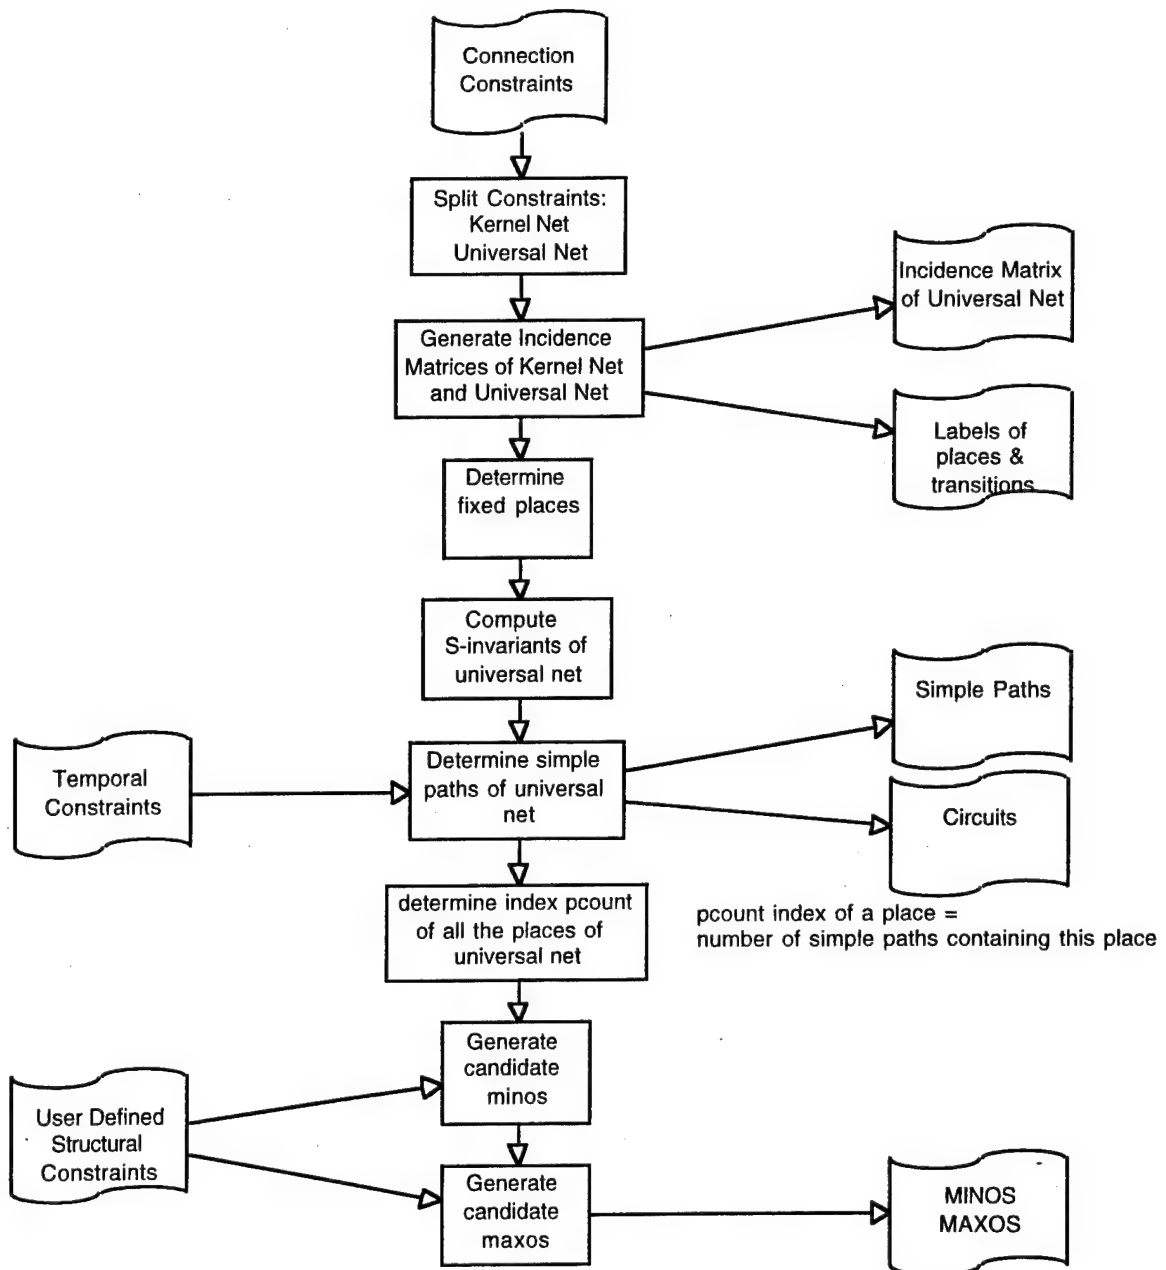 Connection
Constraints
Split Constraints:
Kernel Net
Universal Net
Incidence Matrix
of Universal Net
Generate Incidence
Matrices of Kernel Net
and Universal Net
Labels of
places &
transitions
Determine
fixed places
Compute
S-invariants of
universal net
Simple Paths
Temporal
Constraints
Determine simple
paths of universal
net
Circuits
determine index pcount
of all the places of
universal net
pcount index of a place =
number of simple paths containing this place
Generate
candidate
minos
User Defined
Structural
Constraints
Generate
candidate
maxos
MINOS
MAXOS